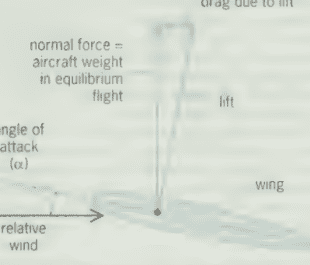 drag due to lift
normal force =
aircraft weight
in equilibrium
flight
lift
ngle of
attack
(α)
wing
relative
wind